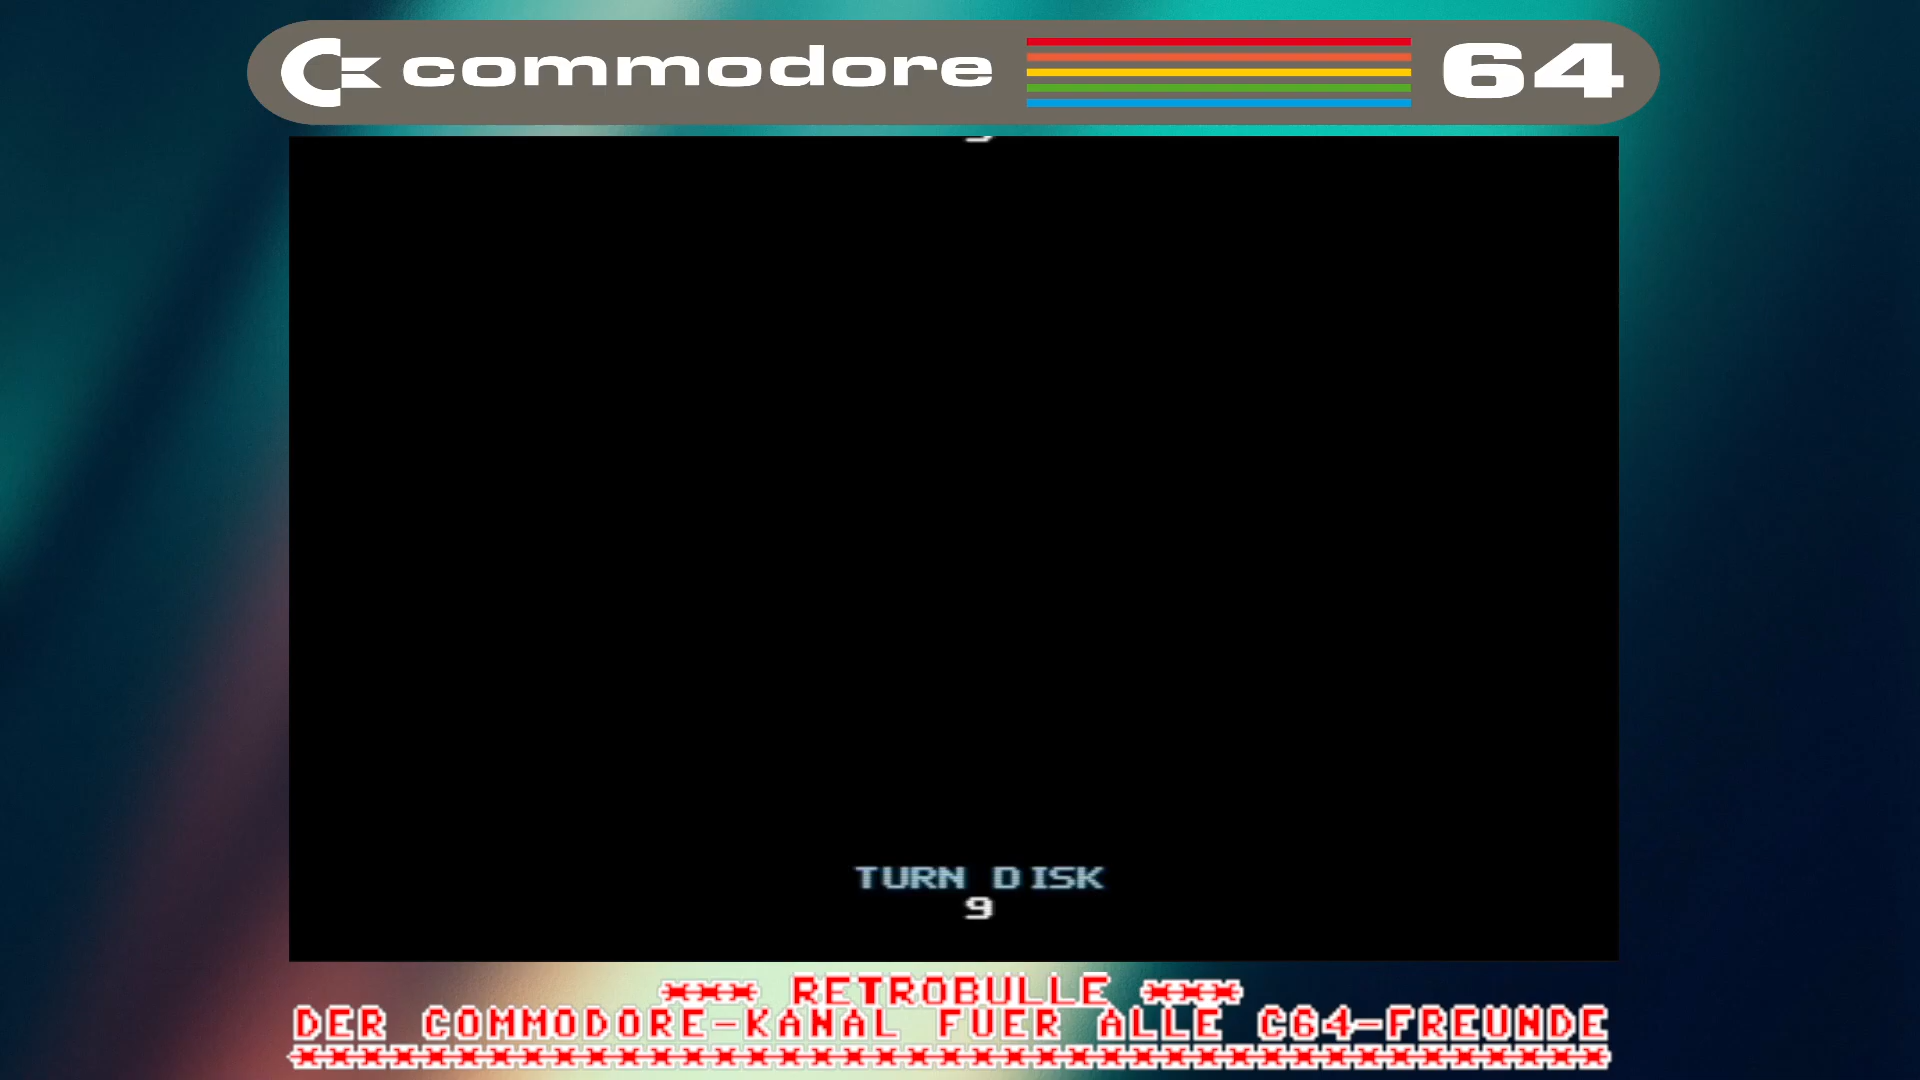 commodore 64
TURN DISK
9
*** RETROBULLE ***
DER COMMODORE-KANAL FUER ALLE C64-FREUNDE
*****************************************